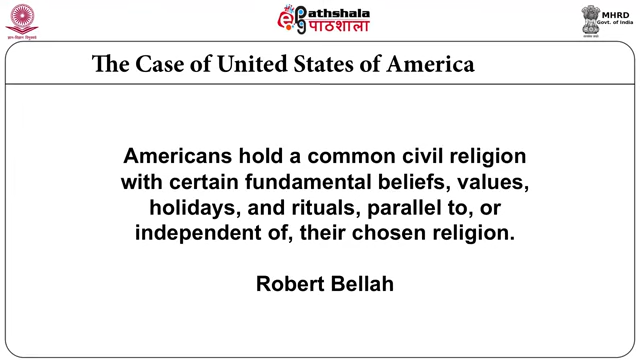 Pathshala
पाठशाला
MHRD
Govt. of India
The Case of United States of America
Americans hold a common civil religion
with certain fundamental beliefs, values,
holidays, and rituals, parallel to, or
independent of, their chosen religion.
Robert Bellah